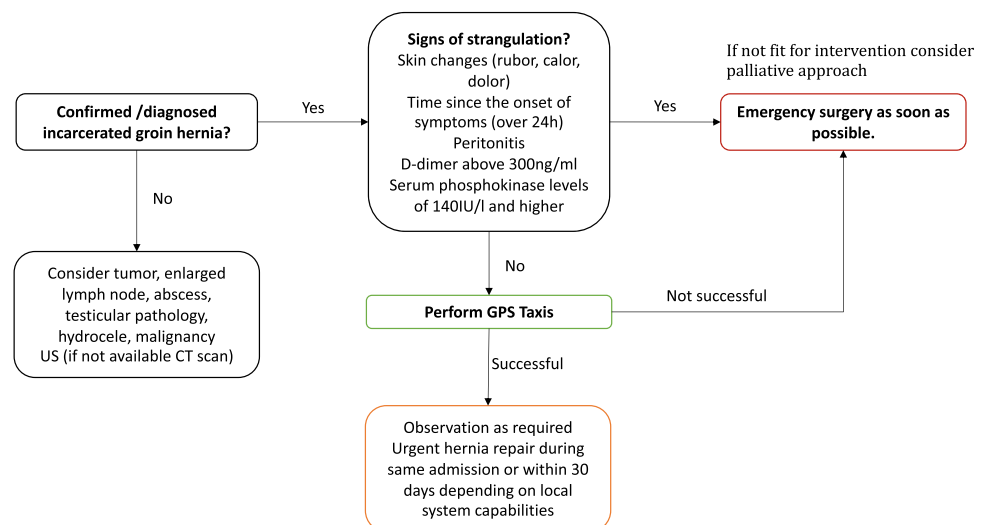 Confirmed /diagnosed
incarcerated groin hernia?
Yes
Signs of strangulation?
Skin changes (rubor, calor,
dolor)
Time since the onset of
symptoms (over 24h)
Peritonitis
D-dimer above 300ng/ml
Serum phosphokinase levels
of 140IU/l and higher
Yes
If not fit for intervention consider
palliative approach
Emergency surgery as soon as
possible.
No
Consider tumor, enlarged
lymph node, abscess,
testicular pathology,
hydrocele, malignancy
US (if not available CT scan)
No
Perform GPS Taxis
Not successful
Successful
Observation as required
Urgent hernia repair during
same admission or within 30
days depending on local
system capabilities